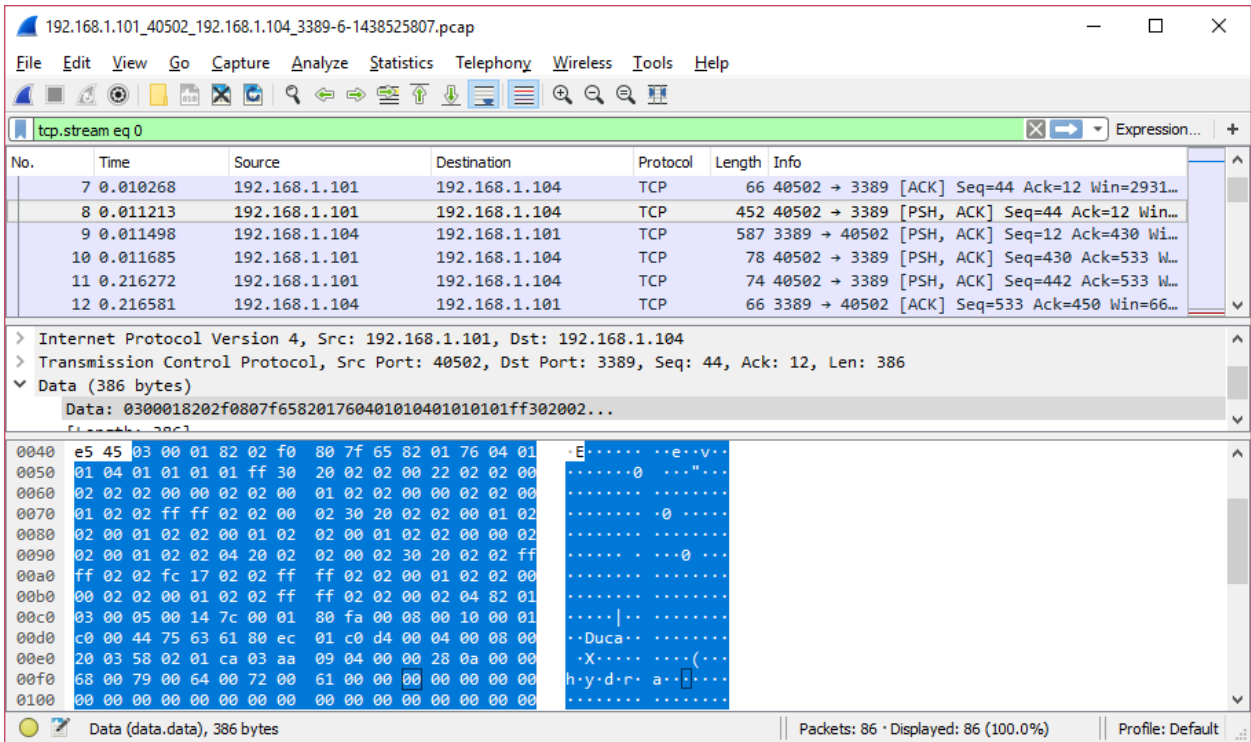 192.168.1.101_40502_192.168.1.104_3389-6-1438525807.pcap
File Edit View Go Capture Analyze Statistics Telephony Wireless Tools Help
tcp.stream eq 0 Expression... +
No. Time Source Destination Protocol Length Info
7 0.010268 192.168.1.101 192.168.1.104 TCP 66 40502 → 3389 [ACK] Seq=44 Ack=12 Win=2931…
8 0.011213 192.168.1.101 192.168.1.104 TCP 452 40502 → 3389 [PSH, ACK] Seq=44 Ack=12 Win…
9 0.011498 192.168.1.104 192.168.1.101 TCP 587 3389 → 40502 [PSH, ACK] Seq=12 Ack=430 Wi…
10 0.011685 192.168.1.101 192.168.1.104 TCP 78 40502 → 3389 [PSH, ACK] Seq=430 Ack=533 W…
11 0.216272 192.168.1.101 192.168.1.104 TCP 74 40502 → 3389 [PSH, ACK] Seq=442 Ack=533 W…
12 0.216581 192.168.1.104 192.168.1.101 TCP 66 3389 → 40502 [ACK] Seq=533 Ack=450 Win=66…
Internet Protocol Version 4, Src: 192.168.1.101, Dst: 192.168.1.104
Transmission Control Protocol, Src Port: 40502, Dst Port: 3389, Seq: 44, Ack: 12, Len: 386
Data (386 bytes)
Data: 0300018202f0807f658201760401010401010101ff302002...
0040 e5 45 03 00 01 82 02 f0 80 7f 65 82 01 76 04 01 ·E······ ··e··v··
0050 01 04 01 01 01 01 ff 30 20 02 02 00 22 02 02 00 ·······0 ···"···
0060 02 02 02 00 00 02 02 00 01 02 02 00 00 02 02 00 ········ ········
0070 01 02 02 ff ff 02 02 00 02 30 20 02 02 00 01 02 ········ ·0 ·····
0080 02 00 01 02 02 00 01 02 02 00 01 02 02 00 00 02 ········ ········
0090 02 00 01 02 02 04 20 02 02 00 02 30 20 02 02 ff ······ · ···0 ···
00a0 ff 02 02 fc 17 02 02 ff ff 02 02 00 01 02 02 00 ········ ········
00b0 00 02 02 00 01 02 02 ff ff 02 02 00 02 04 82 01 ········ ········
00c0 03 00 05 00 14 7c 00 01 80 fa 00 08 00 10 00 01 ·····|·· ········
00d0 c0 00 44 75 63 61 80 ec 01 c0 d4 00 04 00 08 00 ··Duca·· ········
00e0 20 03 58 02 01 ca 03 aa 09 04 00 00 28 0a 00 00 ·X····· ····(···
00f0 68 00 79 00 64 00 72 00 61 00 00 00 00 00 00 00 h·y·d·r· a·······
0100 00 00 00 00 00 00 00 00 00 00 00 00 00 00 00 00 ········ ········
Data (data.data), 386 bytes Packets: 86 · Displayed: 86 (100.0%) Profile: Default